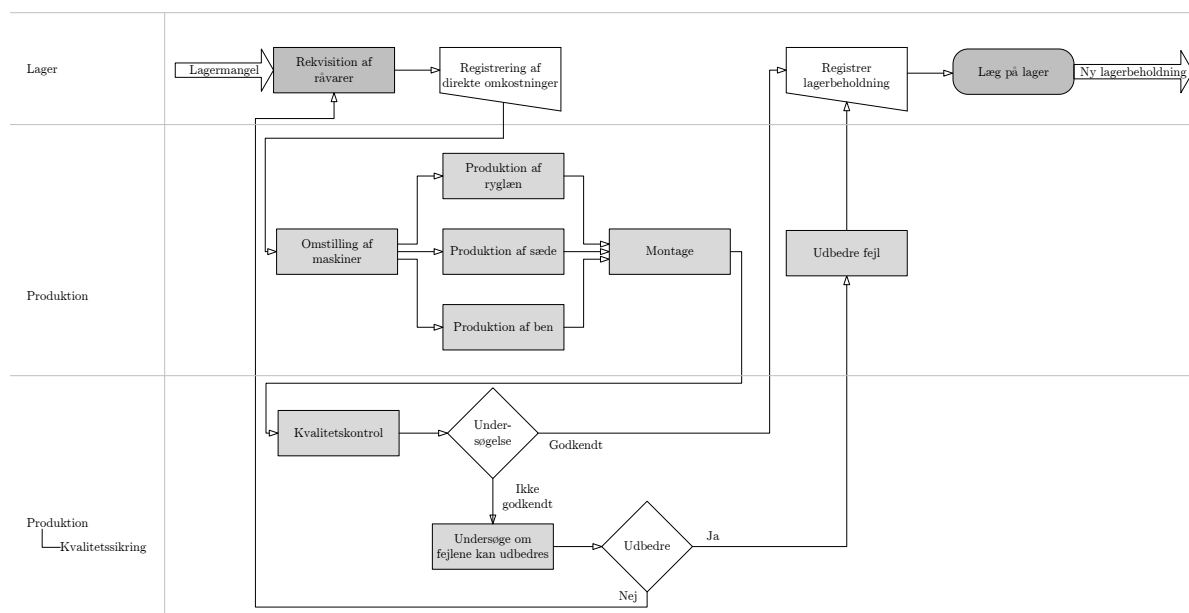 Lager
Lagermangel
Rekvisition af
råvarer
Registrering af
direkte omkostninger
Registrer
lagerbeholdning
Læg på lager
Ny lagerbeholdning
Produktion
Produktion af
ryglæn
Omstilling af
maskiner
Produktion af sæde
Montage
Udbedre fejl
Produktion af ben
Produktion
Kvalitetssikring
Kvalitetskontrol
Under-
søgelse
Godkendt
Ikke
godkendt
Undersøge om
fejlene kan udbedres
Udbedre
Ja
Nej